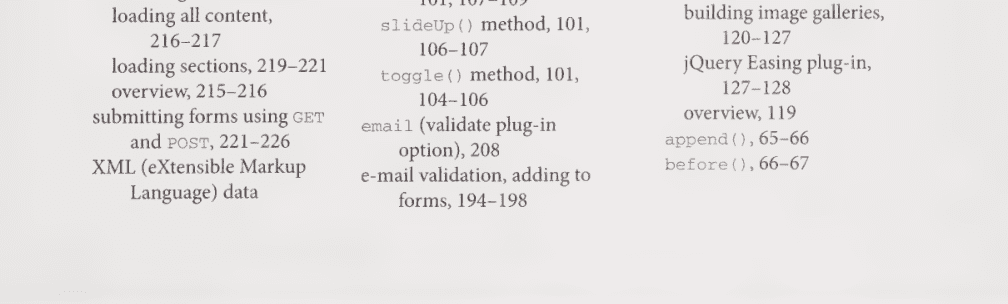 loading all content,
216–217
loading sections, 219–221
overview, 215–216
submitting forms using GET
and POST, 221–226
XML (eXtensible Markup
Language) data
slideUp() method, 101,
106–107
toggle() method, 101,
104–106
email (validate plug-in
option), 208
e-mail validation, adding to
forms, 194–198
building image galleries,
120–127
jQuery Easing plug-in,
127–128
overview, 119
append(), 65–66
before(), 66–67